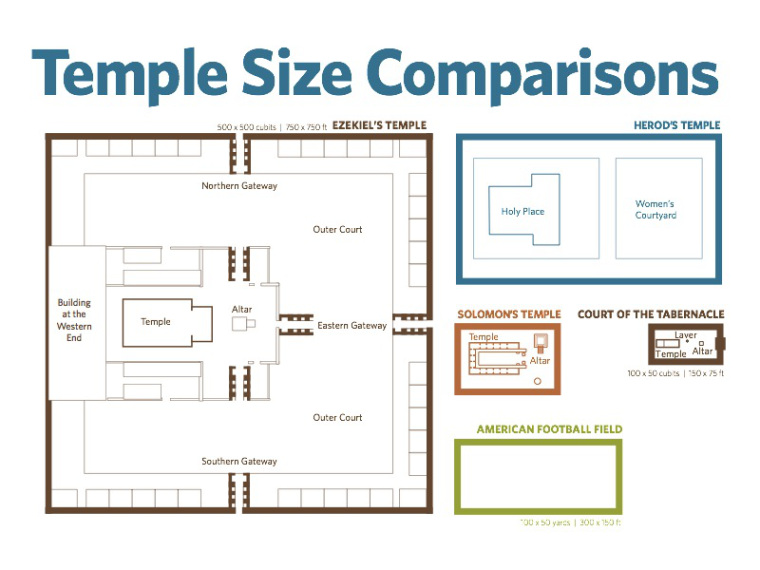 Temple Size Comparisons
500 x 500 cubits | 750 x 750 ft EZEKIEL'S TEMPLE
Northern Gateway
Outer Court
Building
at the
Western
End
Temple
Altar
Eastern Gateway
Outer Court
Southern Gateway
HEROD'S TEMPLE
Holy Place
Women's
Courtyard
SOLOMON'S TEMPLE
Temple
Altar
COURT OF THE TABERNACLE
Laver
Temple Altar
100 x 50 cubits | 150 x 75 ft
AMERICAN FOOTBALL FIELD
100 x 50 yards | 300 x 150 ft